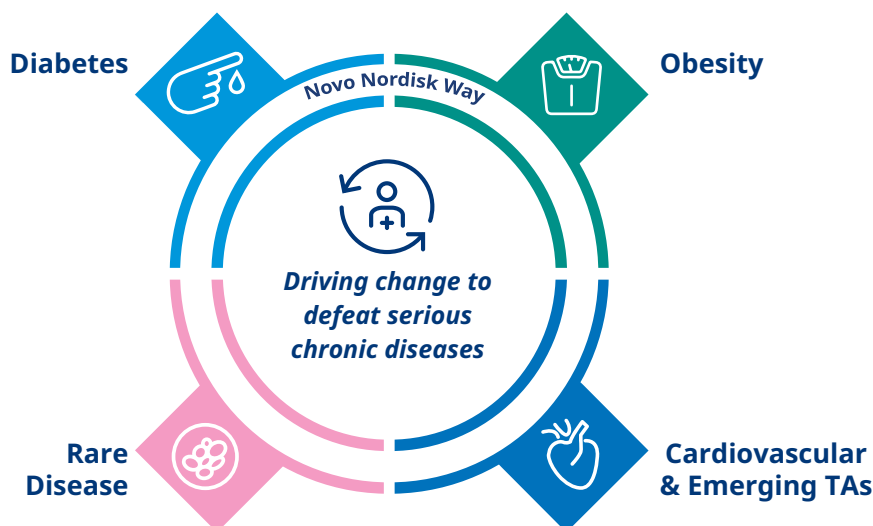 Diabetes
Obesity
Novo Nordisk Way
Driving change to
defeat serious
chronic diseases
Rare
Disease
Cardiovascular
& Emerging TAs